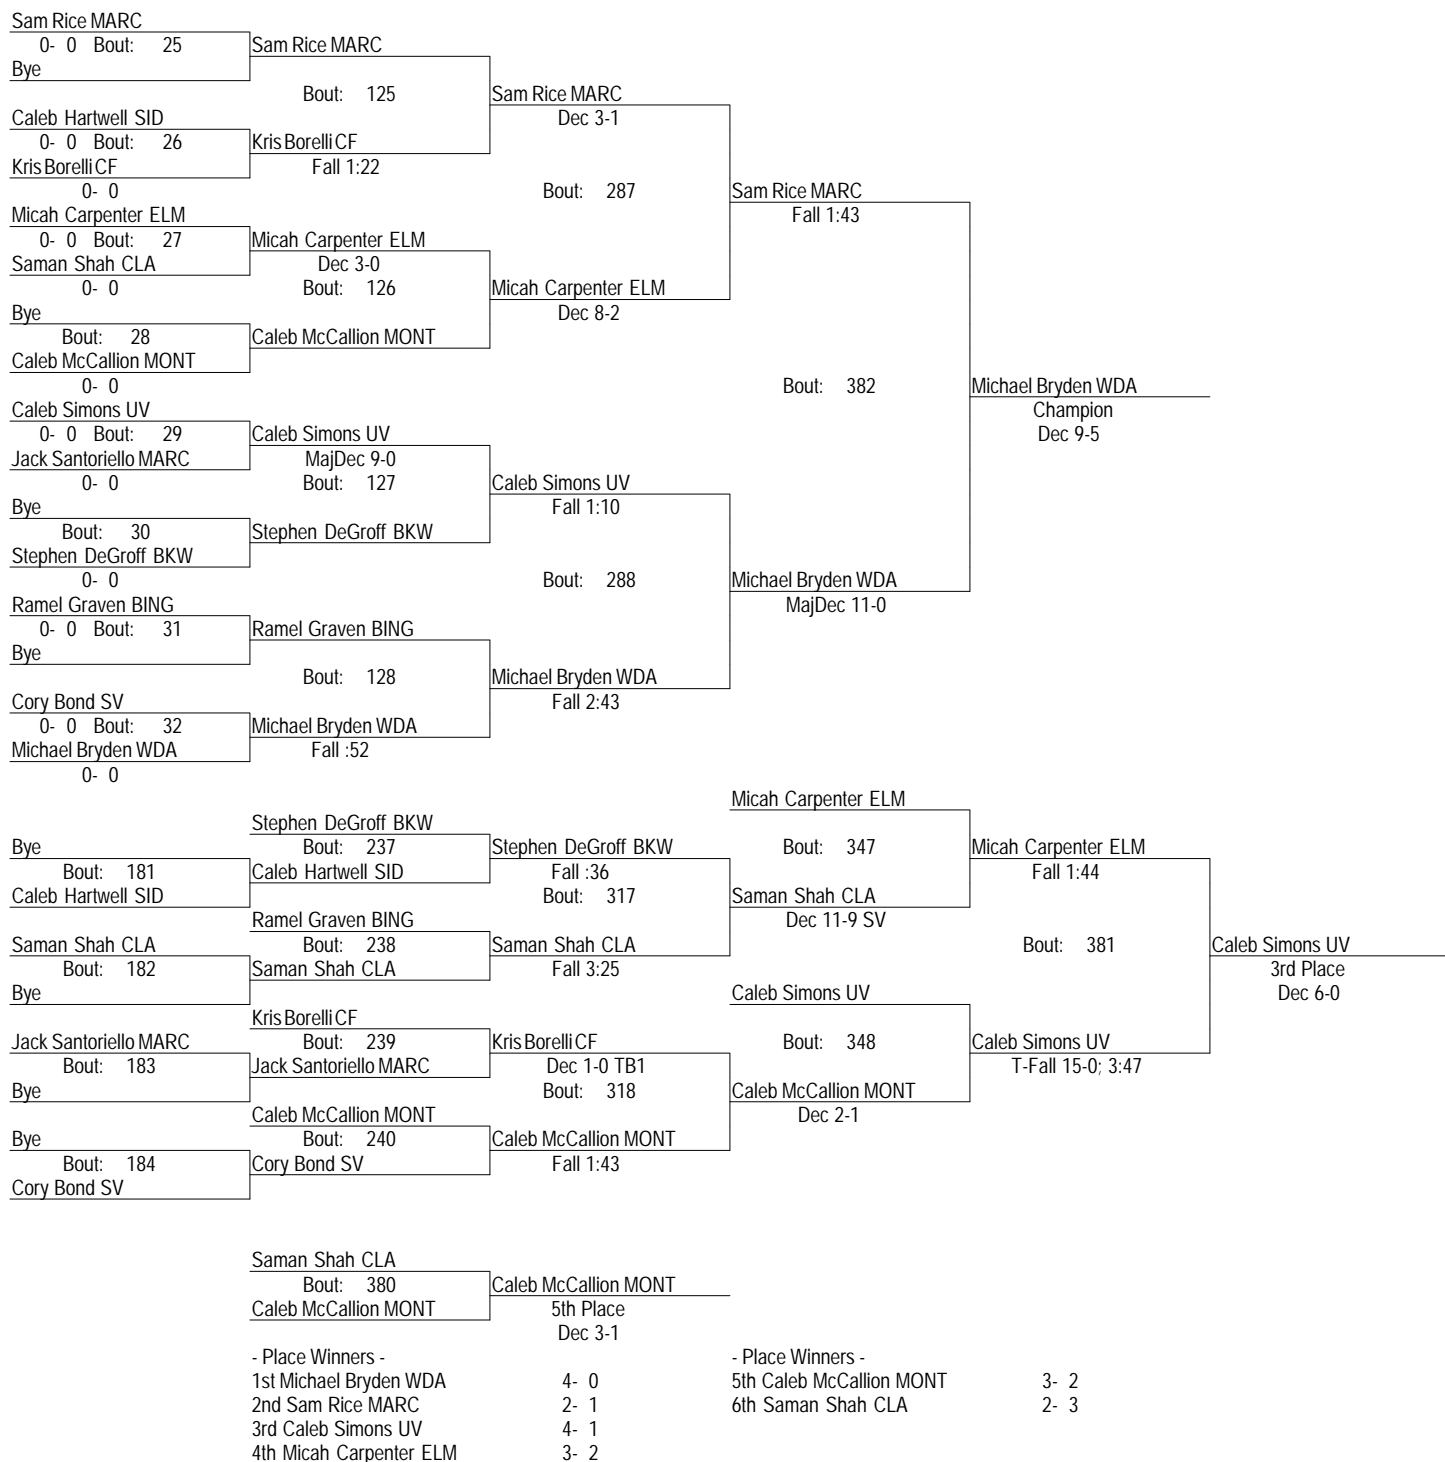 Sam Rice MARC
0- 0 Bout: 25 Sam Rice MARC
Bye
Bout: 125 Sam Rice MARC
Caleb Hartwell SID Dec 3-1
0- 0 Bout: 26 Kris Borelli CF
Kris Borelli CF Fall 1:22
0- 0 Bout: 287 Sam Rice MARC
Micah Carpenter ELM Fall 1:43
0- 0 Bout: 27 Micah Carpenter ELM
Saman Shah CLA Dec 3-0
0- 0 Bout: 126 Micah Carpenter ELM
Bye Dec 8-2
Bout: 28 Caleb McCallion MONT
Caleb McCallion MONT
0- 0 Bout: 382 Michael Bryden WDA
Caleb Simons UV Champion
0- 0 Bout: 29 Caleb Simons UV Dec 9-5
Jack Santoriello MARC MajDec 9-0
0- 0 Bout: 127 Caleb Simons UV
Bye Fall 1:10
Bout: 30 Stephen DeGroff BKW
Stephen DeGroff BKW
0- 0 Bout: 288 Michael Bryden WDA
Ramel Graven BING MajDec 11-0
0- 0 Bout: 31 Ramel Graven BING
Bye
Bout: 128 Michael Bryden WDA
Cory Bond SV Fall 2:43
0- 0 Bout: 32 Michael Bryden WDA
Michael Bryden WDA Fall :52
0- 0
Micah Carpenter ELM
Stephen DeGroff BKW
Bye Bout: 237 Stephen DeGroff BKW Bout: 347 Micah Carpenter ELM
Bout: 181 Caleb Hartwell SID Fall :36 Fall 1:44
Caleb Hartwell SID Bout: 317 Saman Shah CLA
Ramel Graven BING Dec 11-9 SV
Saman Shah CLA Bout: 238 Saman Shah CLA Bout: 381 Caleb Simons UV
Bout: 182 Saman Shah CLA Fall 3:25 3rd Place
Bye Caleb Simons UV Dec 6-0
Kris Borelli CF
Jack Santoriello MARC Bout: 239 Kris Borelli CF Bout: 348 Caleb Simons UV
Bout: 183 Jack Santoriello MARC Dec 1-0 TB1 T-Fall 15-0; 3:47
Bye Bout: 318 Caleb McCallion MONT
Caleb McCallion MONT Dec 2-1
Bye Bout: 240 Caleb McCallion MONT
Bout: 184 Cory Bond SV Fall 1:43
Cory Bond SV
Saman Shah CLA
Bout: 380 Caleb McCallion MONT
Caleb McCallion MONT 5th Place
Dec 3-1
- Place Winners - - Place Winners -
1st Michael Bryden WDA 4- 0 5th Caleb McCallion MONT 3- 2
2nd Sam Rice MARC 2- 1 6th Saman Shah CLA 2- 3
3rd Caleb Simons UV 4- 1
4th Micah Carpenter ELM 3- 2